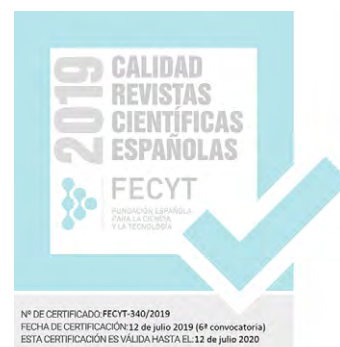 2019
CALIDAD
REVISTAS
CIENTÍFICAS
ESPAÑOLAS
FECYT
FUNDACIÓN ESPAÑOLA
PARA LA CIENCIA
Y LA TECNOLOGÍA
Nº DE CERTIFICADO:FECYT-340/2019
FECHA DE CERTIFICACIÓN:12 de julio 2019 (6ª convocatoria)
ESTA CERTIFICACIÓN ES VÁLIDA HASTA EL:12 de julio 2020